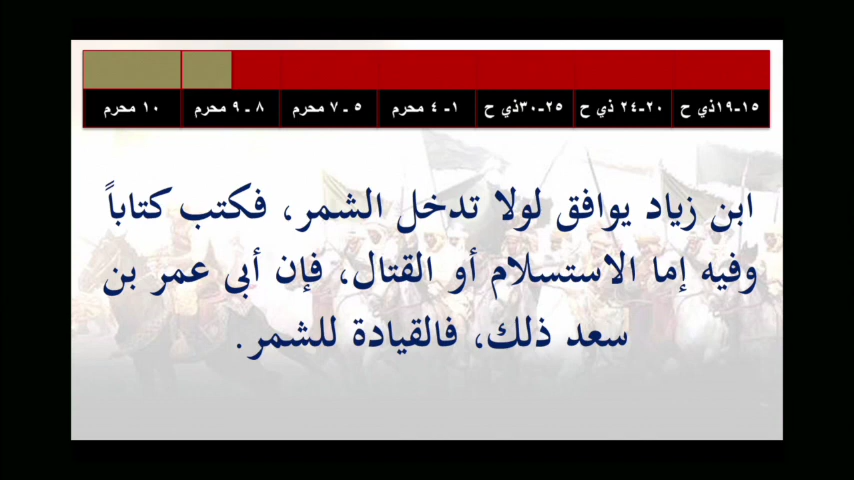 ١٥-١٩ذي ح ٢٠-٢٤ ذي ح ٢٥-٣٠ذي ح ١- ٤ محرم ٥ - ٧ محرم ٨ - ٩ محرم ١٠ محرم
ابن زياد يوافق لولا تدخل الشمر، فكتب كتاباً
وفيه إما الاستسلام أو القتال، فإن أبى عمر بن
سعد ذلك، فالقيادة للشمر.